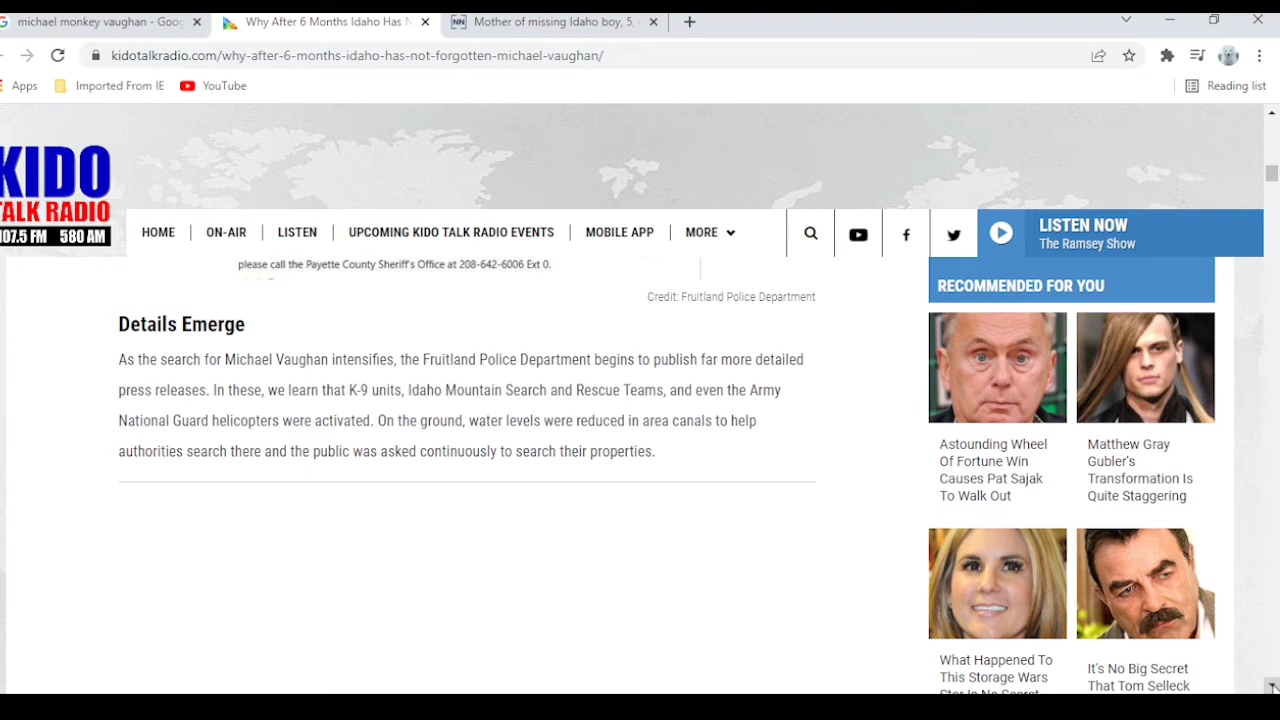 michael monkey vaughan - Goog
Why After 6 Months Idaho Has N
Mother of missing Idaho boy, 5,
kidotalkradio.com/why-after-6-months-idaho-has-not-forgotten-michael-vaughan/
Apps
Imported From IE
YouTube
Reading list
KIDO
TALK RADIO
107.5 FM 580 AM
HOME
ON-AIR
LISTEN
UPCOMING KIDO TALK RADIO EVENTS
MOBILE APP
MORE
LISTEN NOW
The Ramsey Show
please call the Payette County Sheriff's Office at 208-642-6006 Ext 0.
Credit: Fruitland Police Department
Details Emerge
As the search for Michael Vaughan intensifies, the Fruitland Police Department begins to publish far more detailed
press releases. In these, we learn that K-9 units, Idaho Mountain Search and Rescue Teams, and even the Army
National Guard helicopters were activated. On the ground, water levels were reduced in area canals to help
authorities search there and the public was asked continuously to search their properties.
RECOMMENDED FOR YOU
Astounding Wheel
Of Fortune Win
Causes Pat Sajak
To Walk Out
Matthew Gray
Gubler's
Transformation Is
Quite Staggering
What Happened To
This Storage Wars
Star Is No Secret
It's No Big Secret
That Tom Selleck